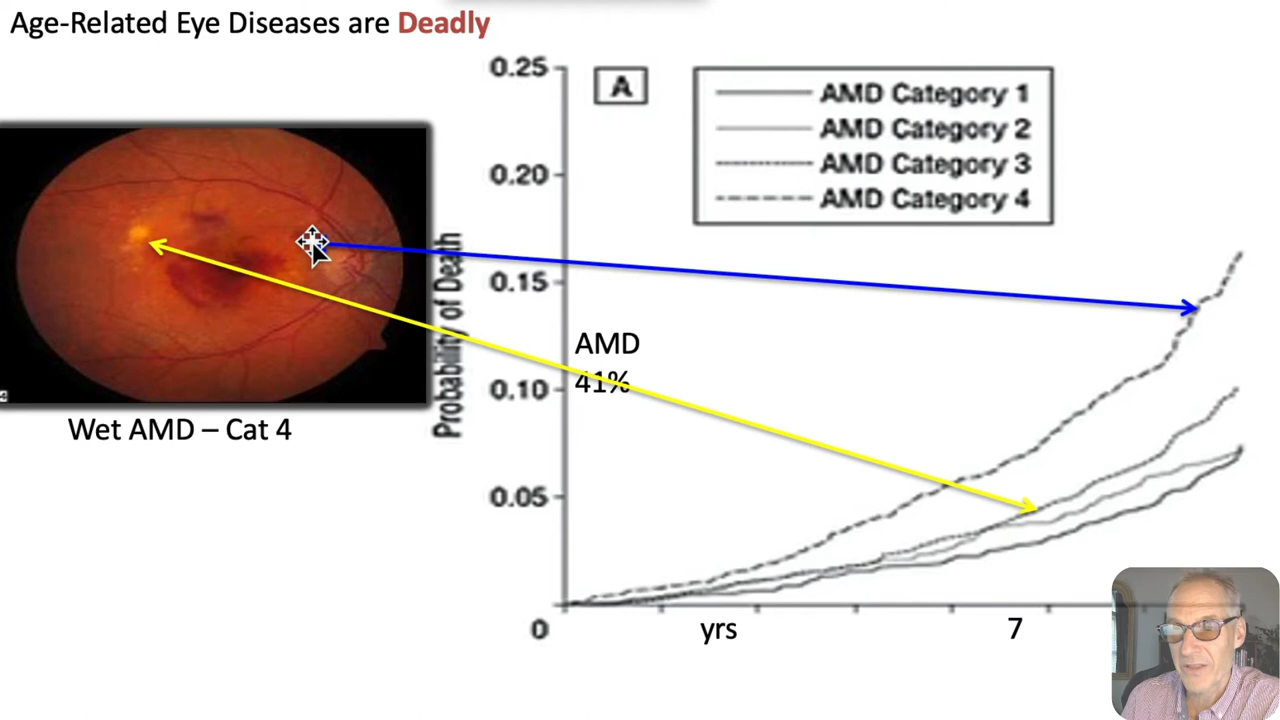 Age-Related Eye Diseases are Deadly
0.25
A
AMD Category 1
AMD Category 2
AMD Category 3
AMD Category 4
0.20
0.15
0.10
0.05
0
Probability of Death
AMD
41%
yrs
7
Wet AMD – Cat 4